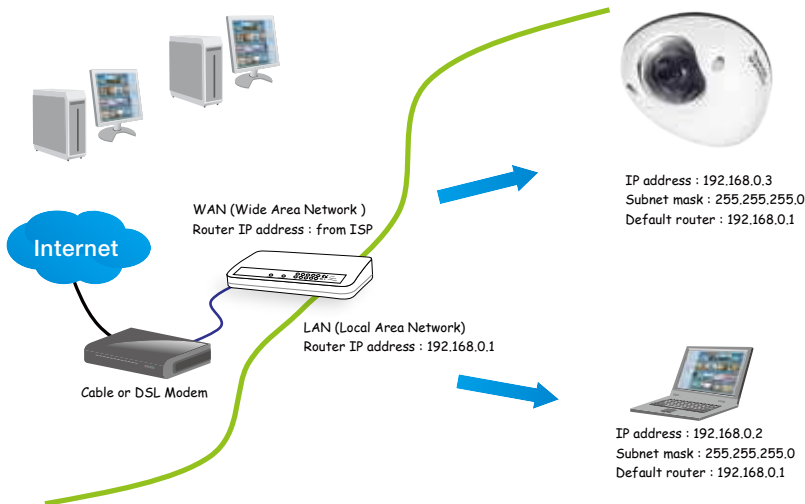 IP address : 192.168.0.3
Subnet mask : 255.255.255.0
Default router : 192.168.0.1
WAN (Wide Area Network )
Router IP address : from ISP
Internet
LAN (Local Area Network)
Router IP address : 192.168.0.1
Cable or DSL Modem
IP address : 192.168.0.2
Subnet mask : 255.255.255.0
Default router : 192.168.0.1